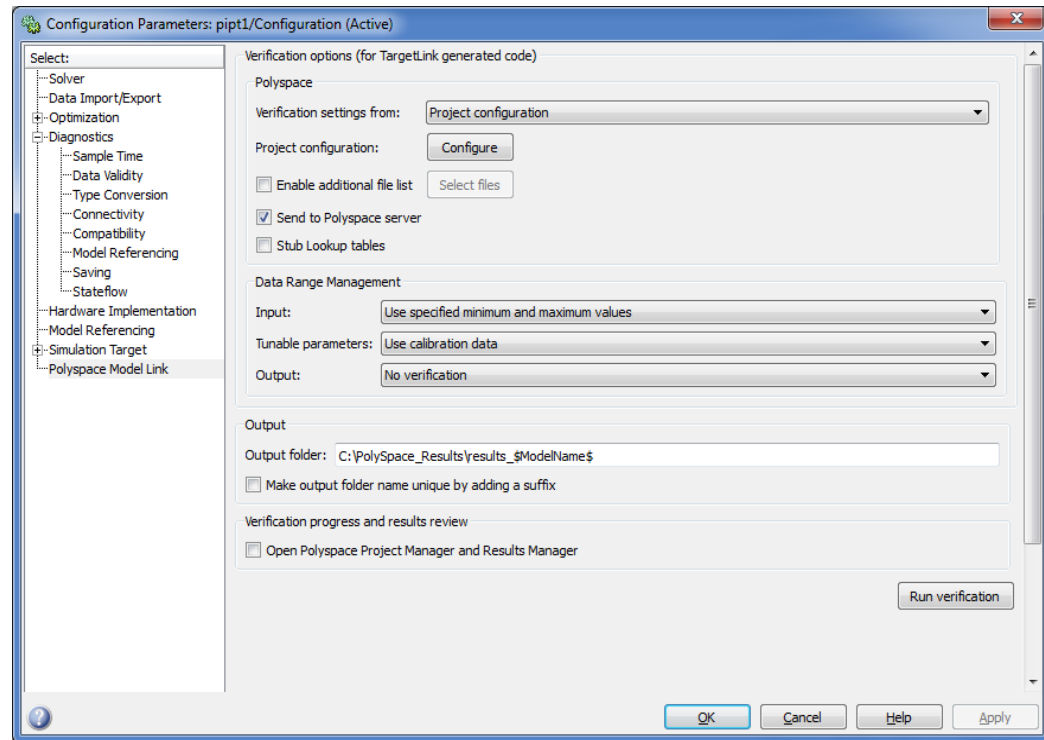 Configuration Parameters: pipt1/Configuration (Active)
Select:
Solver
Data Import/Export
Optimization
Diagnostics
Sample Time
Data Validity
Type Conversion
Connectivity
Compatibility
Model Referencing
Saving
Stateflow
Hardware Implementation
Model Referencing
Simulation Target
Polyspace Model Link
Verification options (for TargetLink generated code)
Polyspace
Verification settings from: Project configuration
Project configuration: Configure
Enable additional file list Select files
Send to Polyspace server
Stub Lookup tables
Data Range Management
Input: Use specified minimum and maximum values
Tunable parameters: Use calibration data
Output: No verification
Output
Output folder: C:\PolySpace_Results\results_$ModelName$
Make output folder name unique by adding a suffix
Verification progress and results review
Open Polyspace Project Manager and Results Manager
Run verification
OK Cancel Help Apply